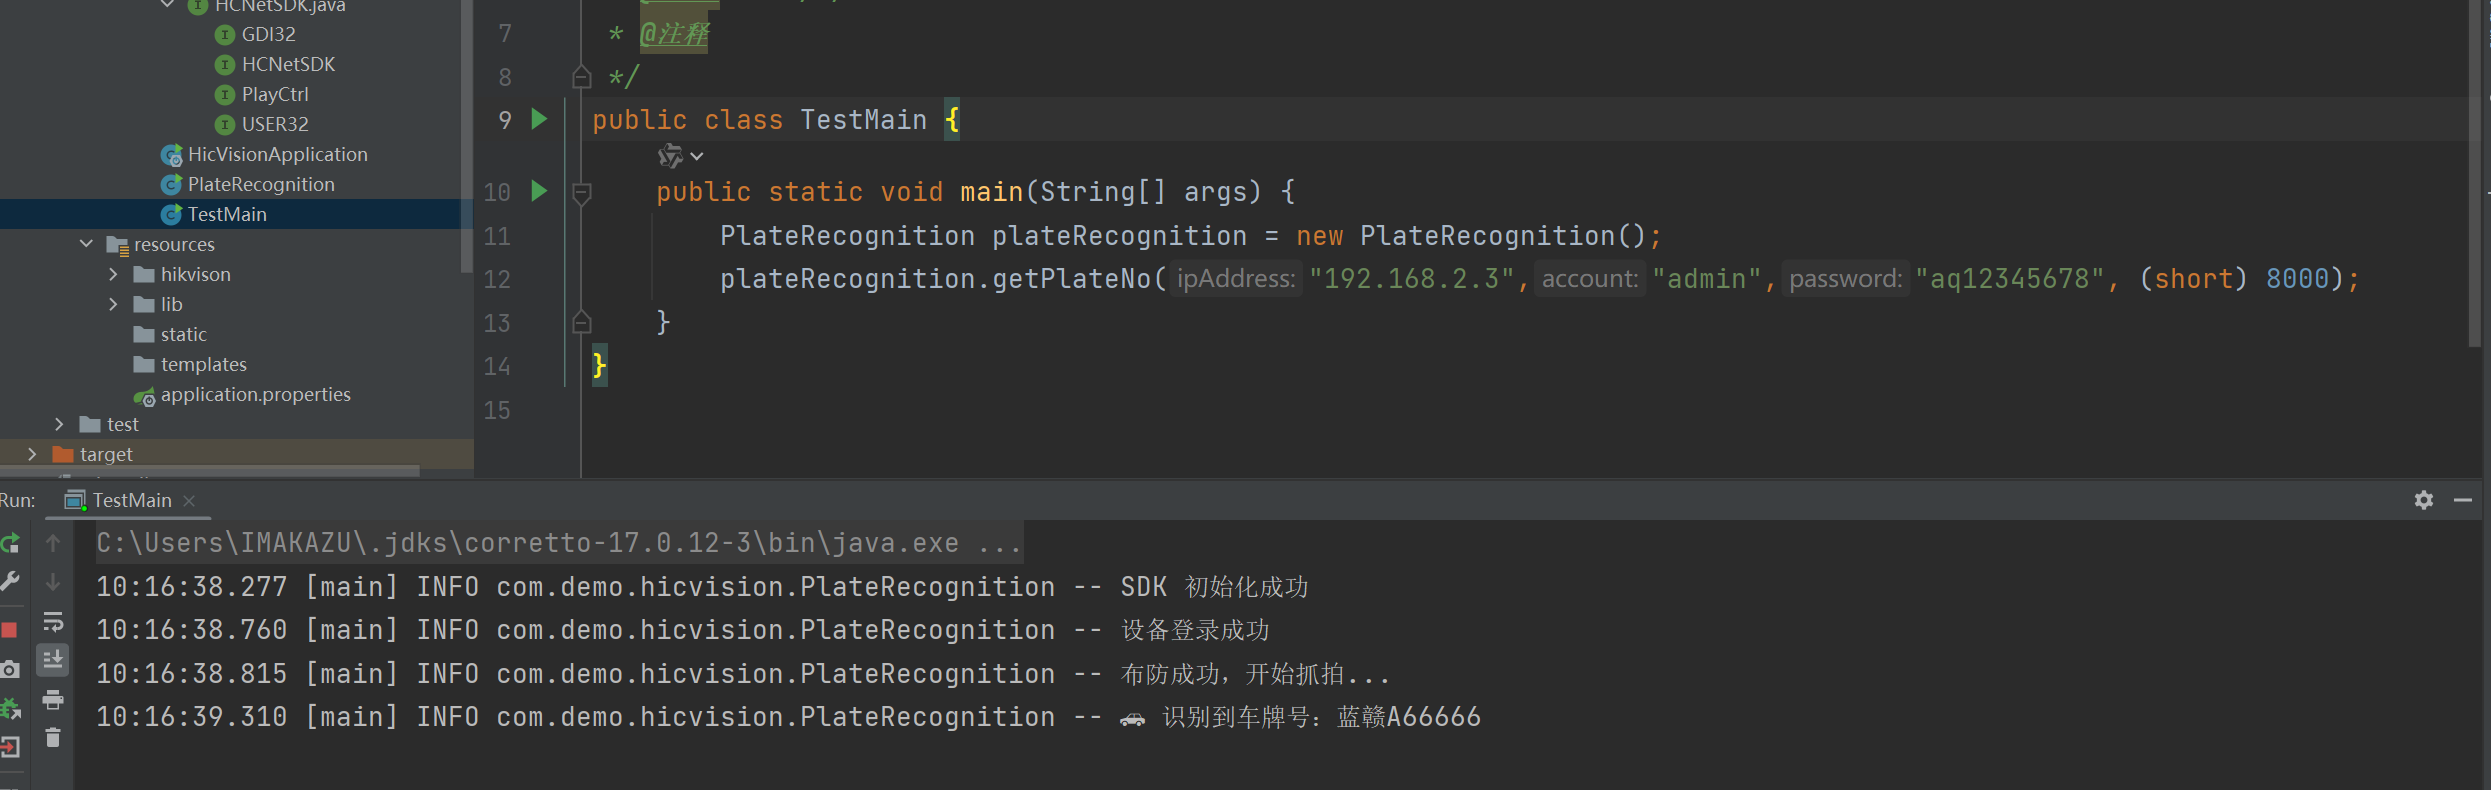 HCNetSDK.java
GDI32
HCNetSDK
PlayCtrl
USER32
HicVisionApplication
PlateRecognition
TestMain
resources
hikvison
lib
static
templates
application.properties
test
target
7 * @注释
8 */
9 public class TestMain {
10 public static void main(String[] args) {
11 PlateRecognition plateRecognition = new PlateRecognition();
12 plateRecognition.getPlateNo( ipAddress: "192.168.2.3", account: "admin", password: "aq12345678", (short) 8000);
13 }
14 }
15
Run: TestMain
C:\Users\IMAKAZU\.jdks\corretto-17.0.12-3\bin\java.exe ...
10:16:38.277 [main] INFO com.demo.hicvision.PlateRecognition -- SDK 初始化成功
10:16:38.760 [main] INFO com.demo.hicvision.PlateRecognition -- 设备登录成功
10:16:38.815 [main] INFO com.demo.hicvision.PlateRecognition -- 布防成功，开始抓拍...
10:16:39.310 [main] INFO com.demo.hicvision.PlateRecognition -- 🚗 识别到车牌号：蓝赣A66666